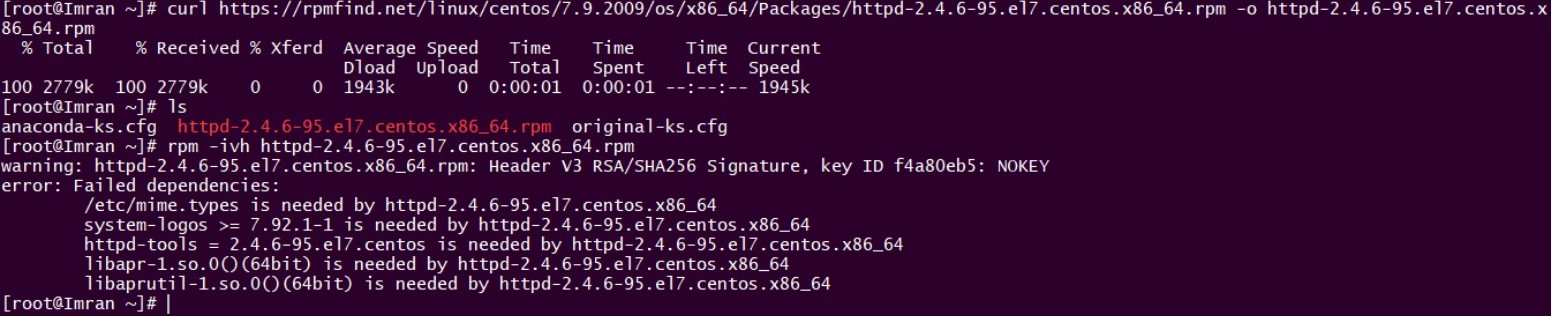 [root@Imran ~]# curl https://rpmfind.net/linux/centos/7.9.2009/os/x86_64/Packages/httpd-2.4.6-95.el7.centos.x86_64.rpm -o httpd-2.4.6-95.el7.centos.x
86_64.rpm
  % Total    % Received % Xferd  Average Speed   Time    Time     Time  Current
                                 Dload  Upload   Total   Spent    Left  Speed
100 2779k  100 2779k    0     0  1943k      0  0:00:01  0:00:01 --:--:-- 1945k
[root@Imran ~]# ls
anaconda-ks.cfg  httpd-2.4.6-95.el7.centos.x86_64.rpm  original-ks.cfg
[root@Imran ~]# rpm -ivh httpd-2.4.6-95.el7.centos.x86_64.rpm
warning: httpd-2.4.6-95.el7.centos.x86_64.rpm: Header V3 RSA/SHA256 Signature, key ID f4a80eb5: NOKEY
error: Failed dependencies:
        /etc/mime.types is needed by httpd-2.4.6-95.el7.centos.x86_64
        system-logos >= 7.92.1-1 is needed by httpd-2.4.6-95.el7.centos.x86_64
        httpd-tools = 2.4.6-95.el7.centos is needed by httpd-2.4.6-95.el7.centos.x86_64
        libapr-1.so.0()(64bit) is needed by httpd-2.4.6-95.el7.centos.x86_64
        libaprutil-1.so.0()(64bit) is needed by httpd-2.4.6-95.el7.centos.x86_64
[root@Imran ~]#